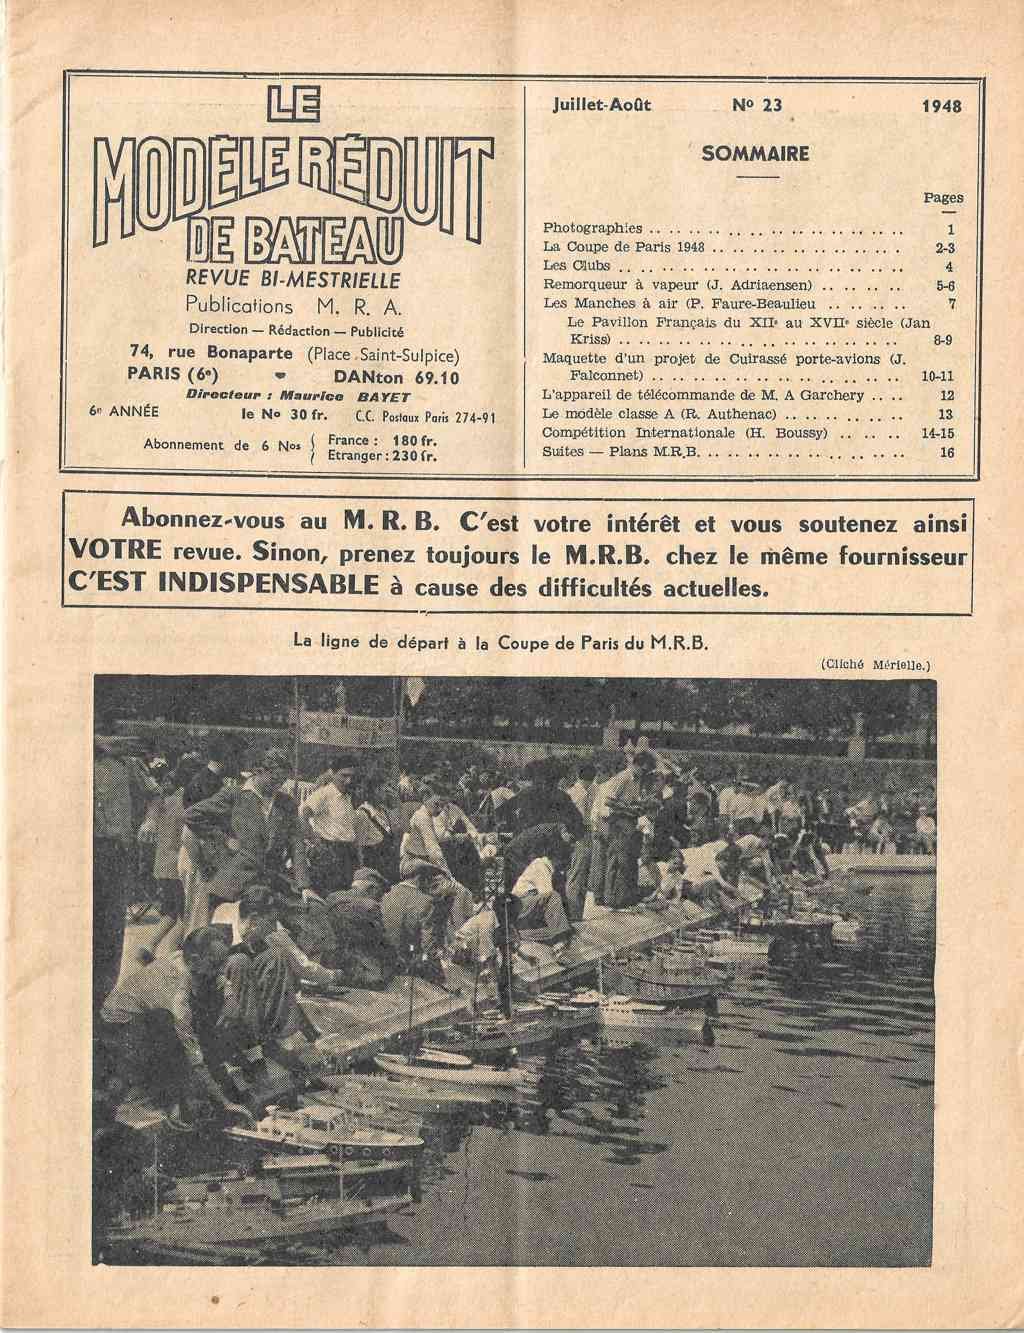 LE
MODÈLE RÉDUIT
DE BATEAU
REVUE BI-MESTRIELLE
Publications M. R. A.
Direction — Rédaction — Publicité
74, rue Bonaparte (Place Saint-Sulpice)
PARIS (6e) DANton 69.10
Directeur : Maurice BAYET
6e ANNÉE le No 30 fr. C.C. Postaux Paris 274-91
Abonnement de 6 Nos { France : 180 fr.
Etranger : 230 fr.
Juillet-Août No 23 1948
SOMMAIRE
Pages
Photographies .. .. .. .. .. .. .. .. .. .. .. .. 1
La Coupe de Paris 1948 .. .. .. .. .. .. .. .. .. 2-3
Les Clubs .. .. .. .. .. .. .. .. .. .. .. .. .. 4
Remorqueur à vapeur (J. Adriaensen) .. .. .. .. 5-6
Les Manches à air (P. Faure-Beaulieu .. .. .. .. 7
Le Pavillon Français du XIIe au XVIIe siècle (Jan
Kriss) .. .. .. .. .. .. .. .. .. .. .. .. .. 8-9
Maquette d'un projet de Cuirassé porte-avions (J.
Falconnet) .. .. .. .. .. .. .. .. .. .. .. 10-11
L'appareil de télécommande de M. A Garchery .. .. 12
Le modèle classe A (R. Authenac) .. .. .. .. .. .. 13
Compétition Internationale (H. Boussy) .. .. .. 14-15
Suites — Plans M.R.B. .. .. .. .. .. .. .. .. .. 16
Abonnez-vous au M. R. B. C'est votre intérêt et vous soutenez ainsi
VOTRE revue. Sinon, prenez toujours le M.R.B. chez le même fournisseur
C'EST INDISPENSABLE à cause des difficultés actuelles.
La ligne de départ à la Coupe de Paris du M.R.B.
(Cliché Mérielle.)